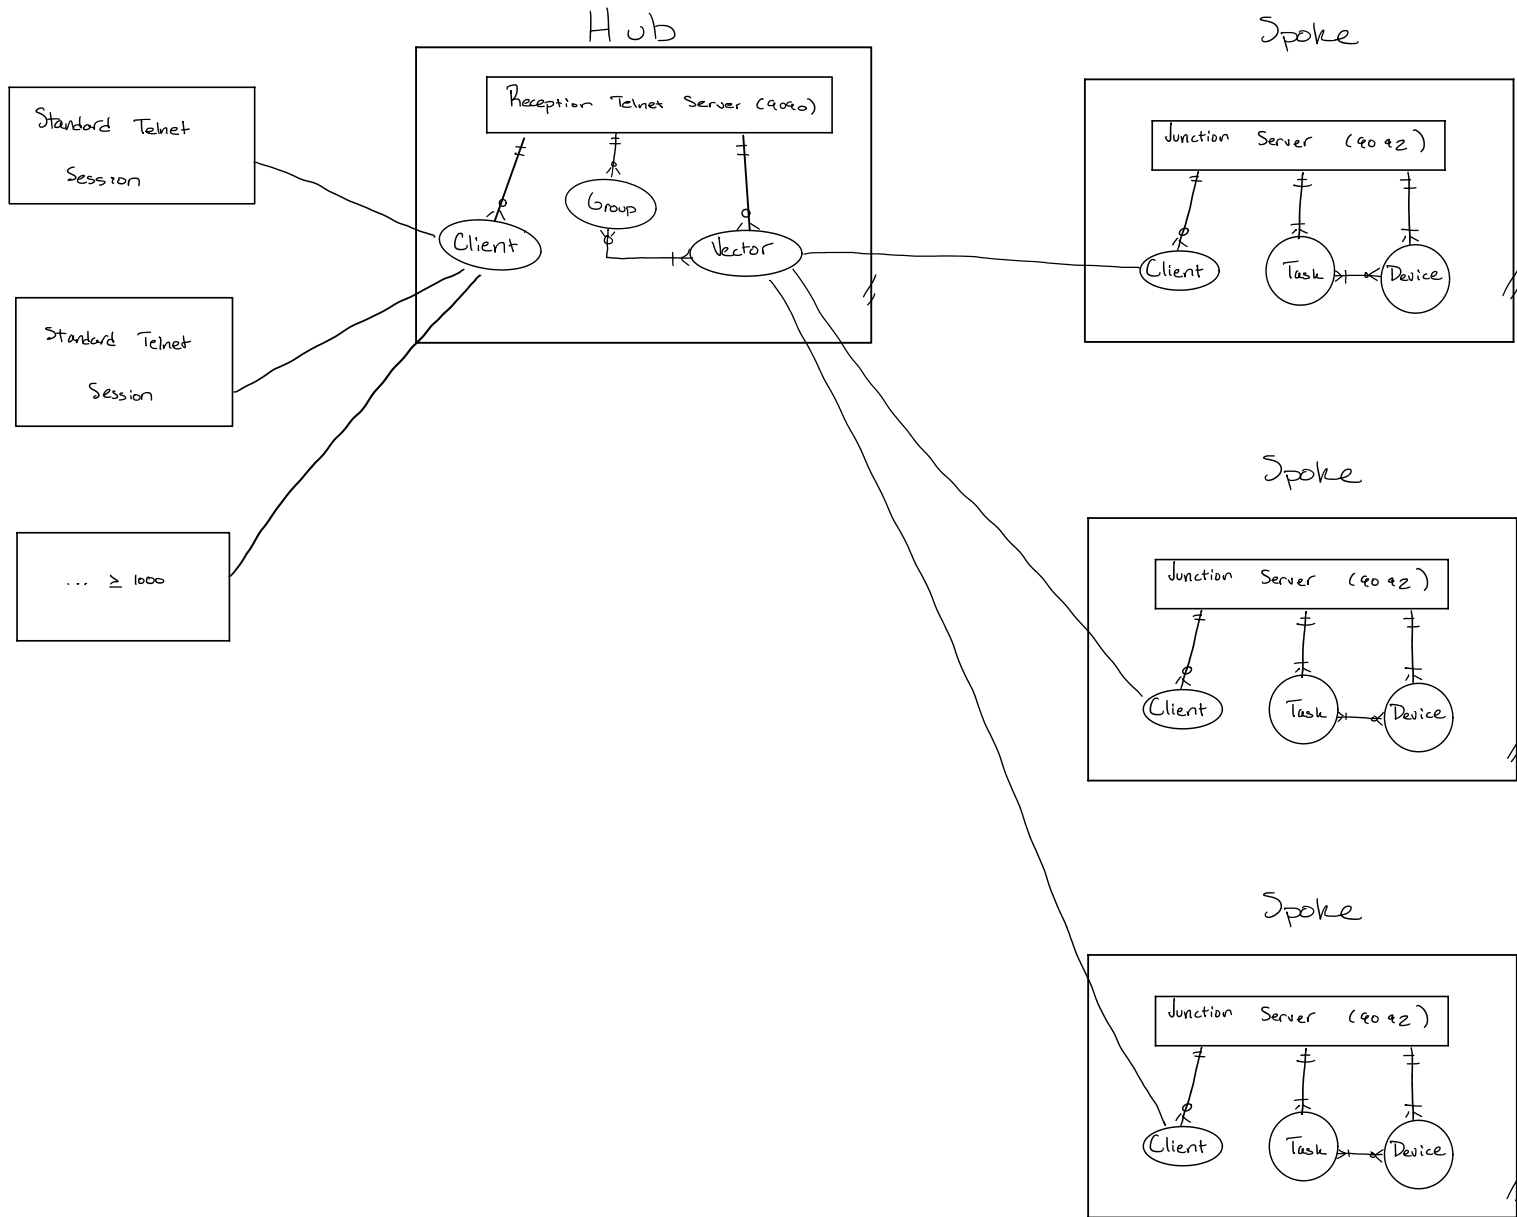 Hub
Reception Telnet Server (9090)
Client
Group
Vector
Standard Telnet
Session
Standard Telnet
Session
... ≥ 1000
Spoke
Junction Server (9092)
Client
Task
Device
Spoke
Junction Server (9092)
Client
Task
Device
Spoke
Junction Server (9092)
Client
Task
Device